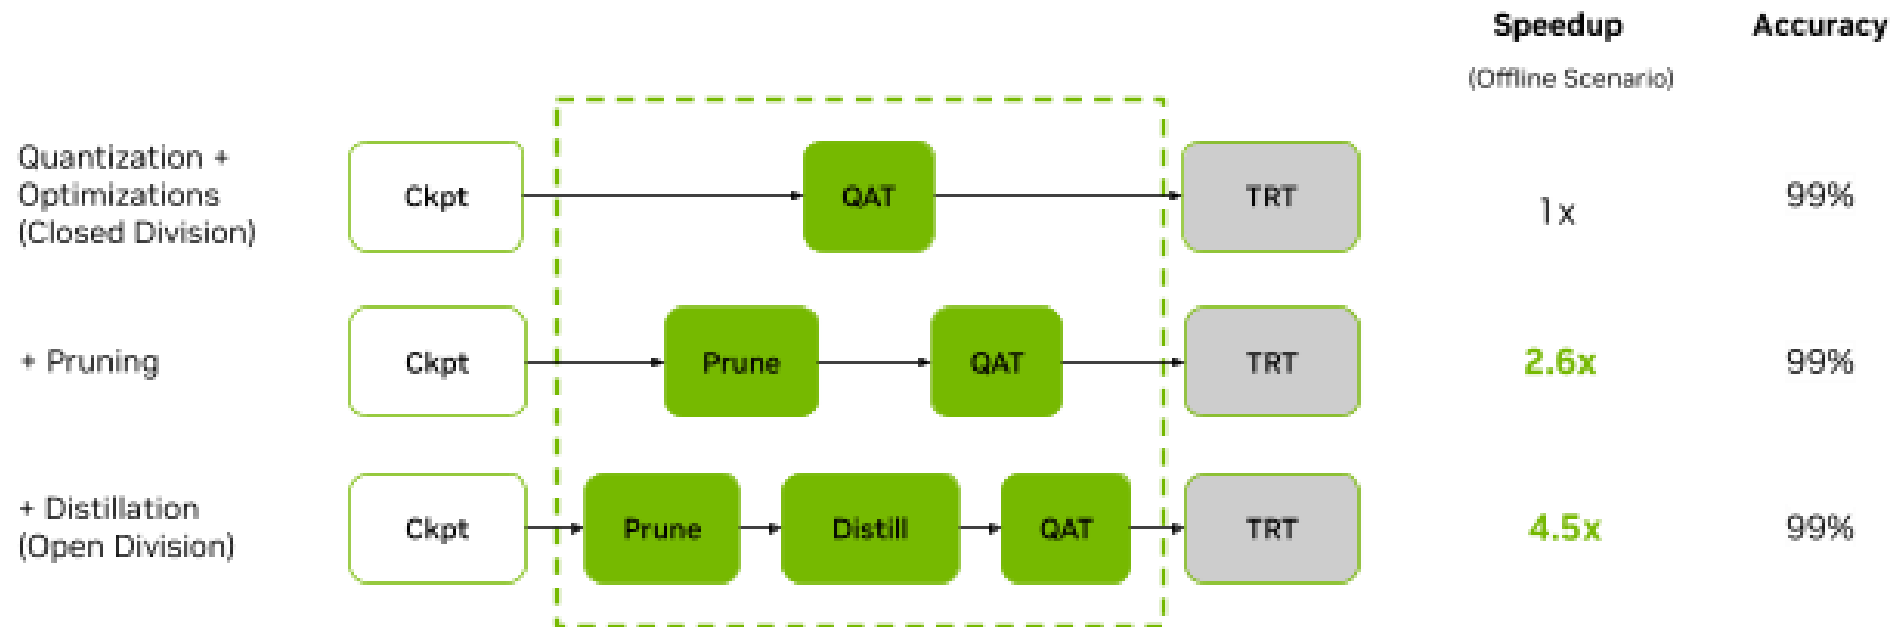 Speedup Accuracy
(Offline Scenario)
Quantization +
Optimizations
(Closed Division)
Ckpt QAT TRT 1x 99%
+ Pruning Ckpt Prune QAT TRT 2.6x 99%
+ Distillation
(Open Division)
Ckpt Prune Distill QAT TRT 4.5x 99%